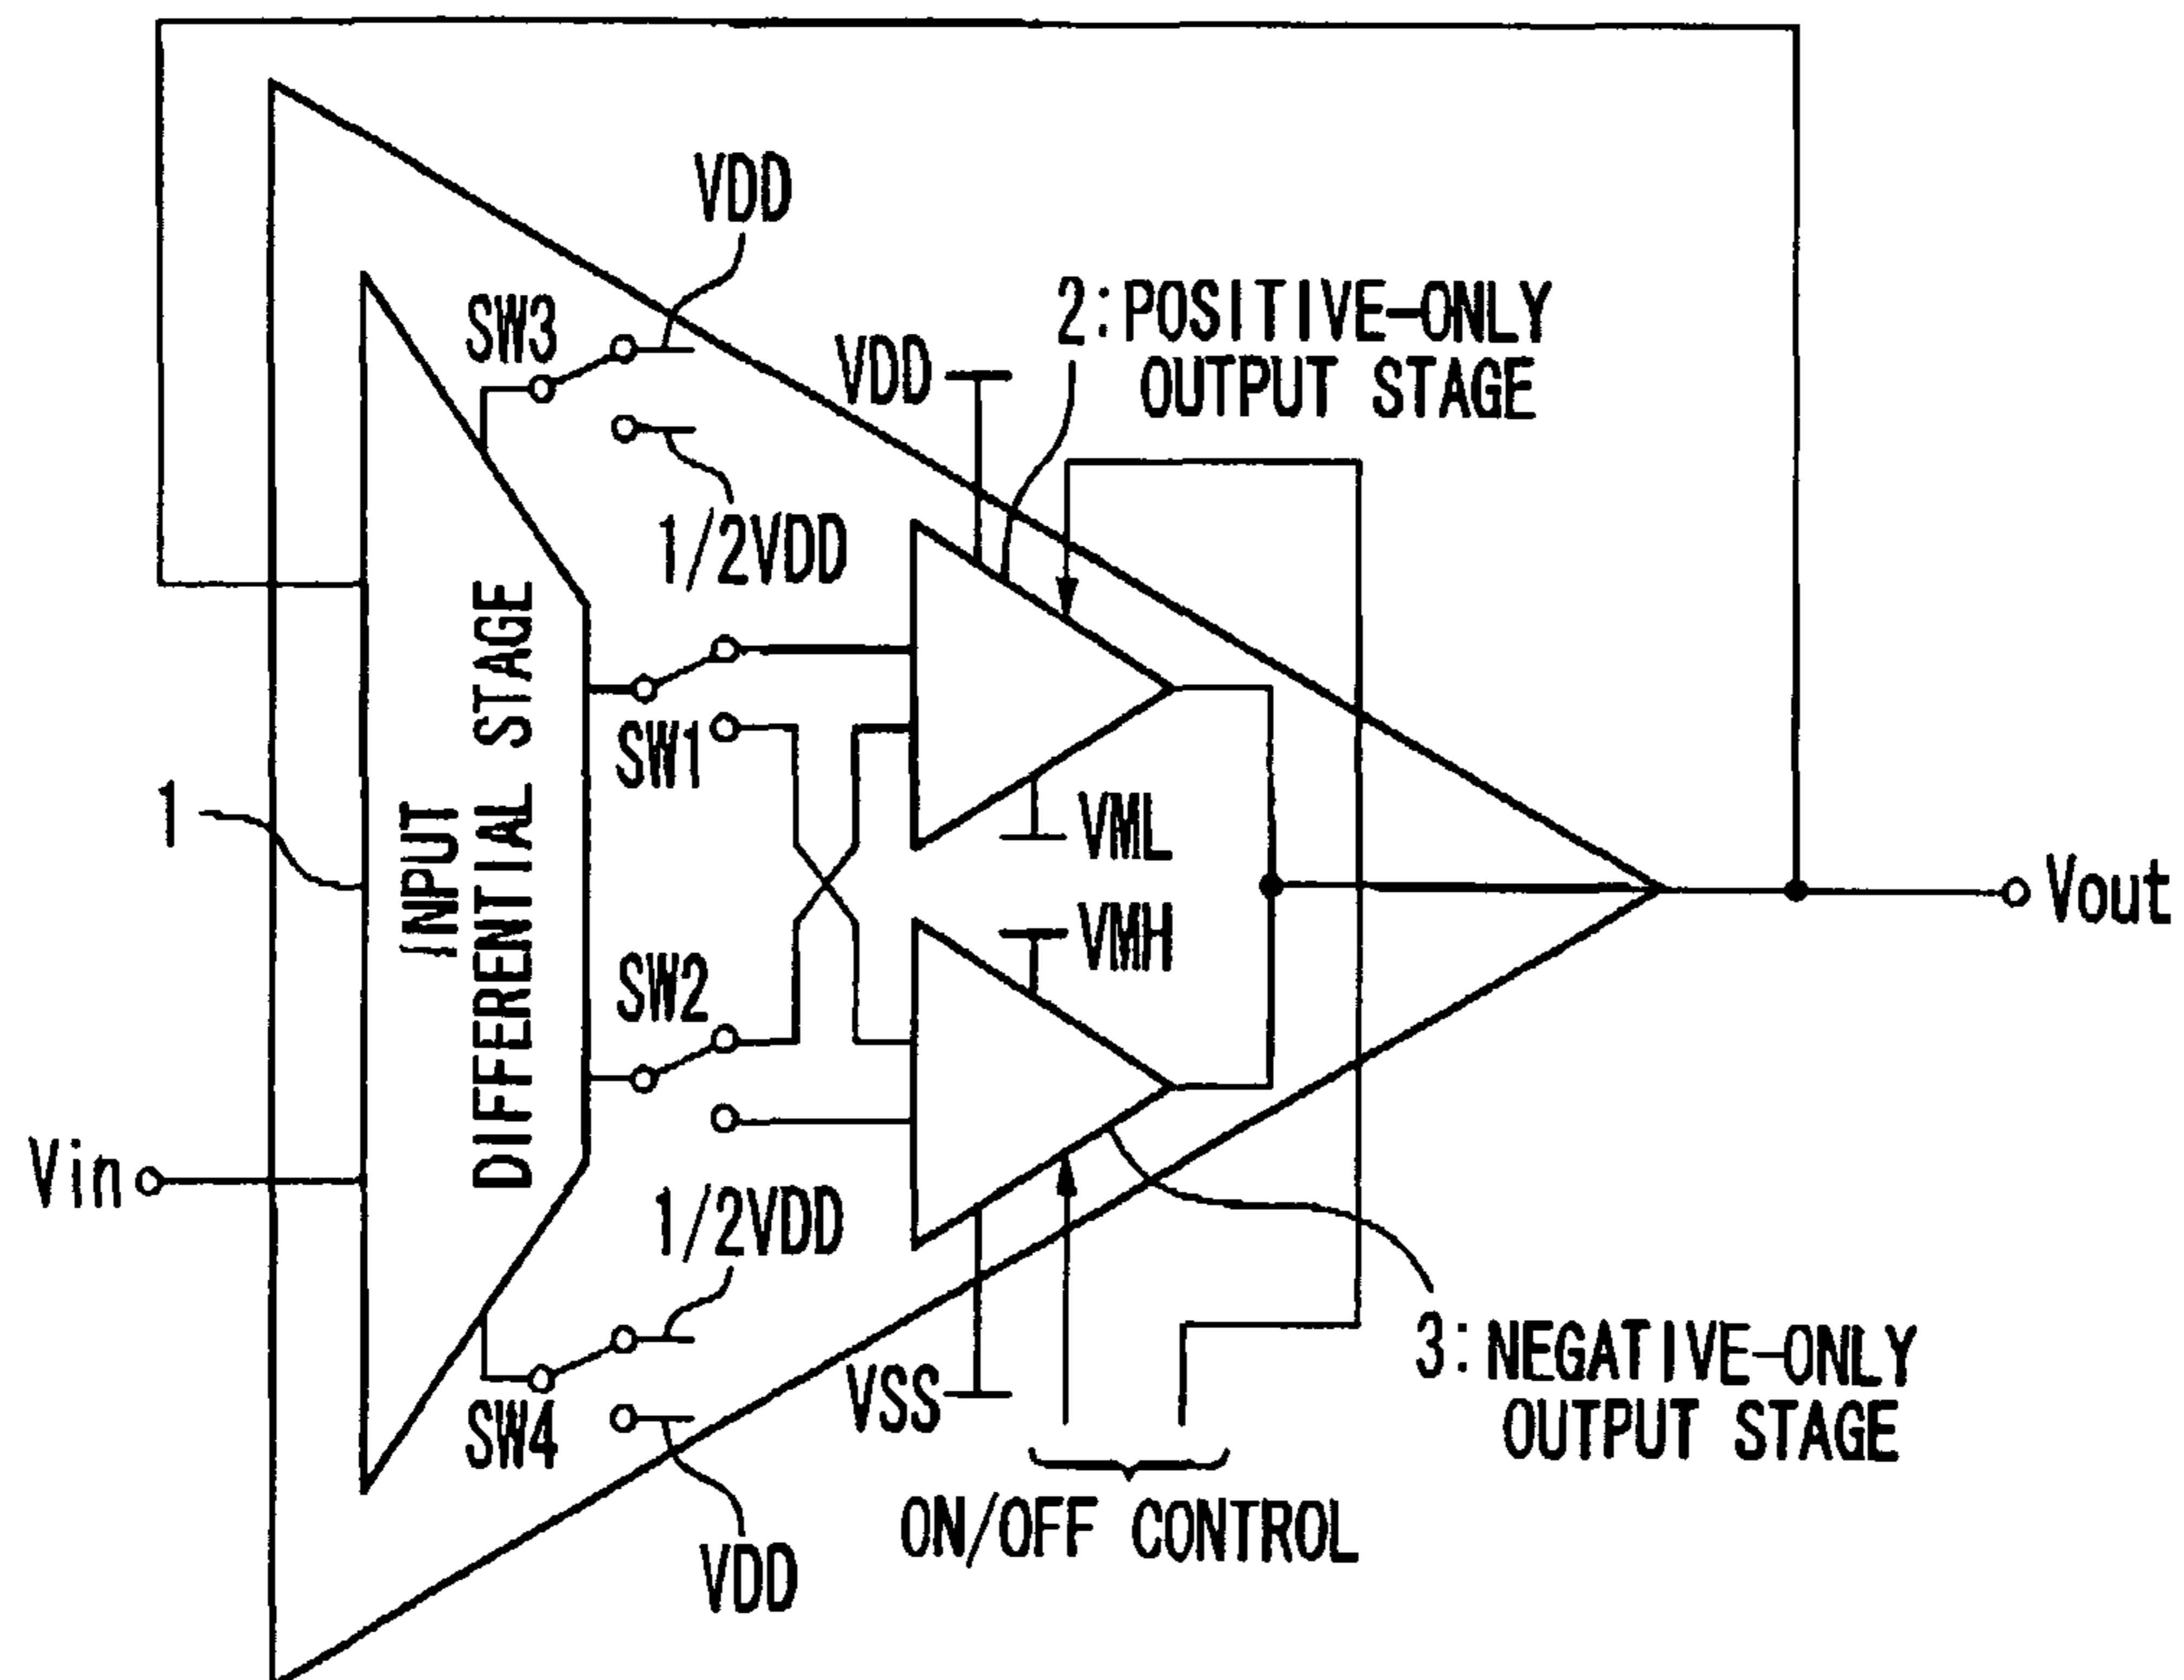 VDD
SW3
2:POSITIVE-ONLY
OUTPUT STAGE
VDD
1/2VDD
SW1
1
INPUT
DIFFERENTIAL STAGE
VML
VMH
Vout
SW2
Vin
1/2VDD
3:NEGATIVE-ONLY
OUTPUT STAGE
VSS
SW4
ON/OFF CONTROL
VDD